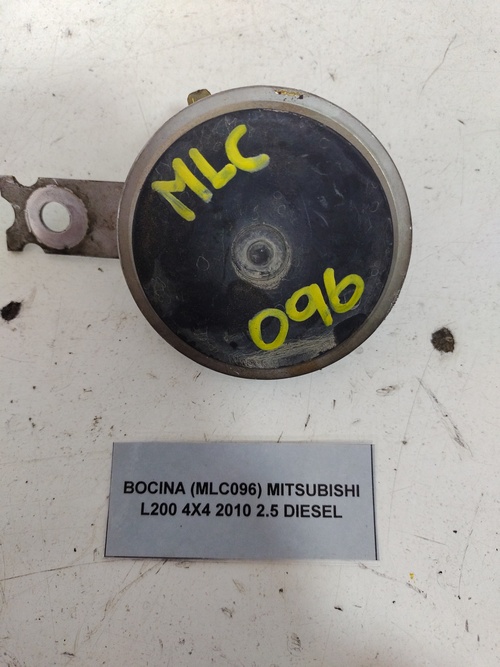 MLC
096
BOCINA (MLC096) MITSUBISHI
L200 4X4 2010 2.5 DIESEL